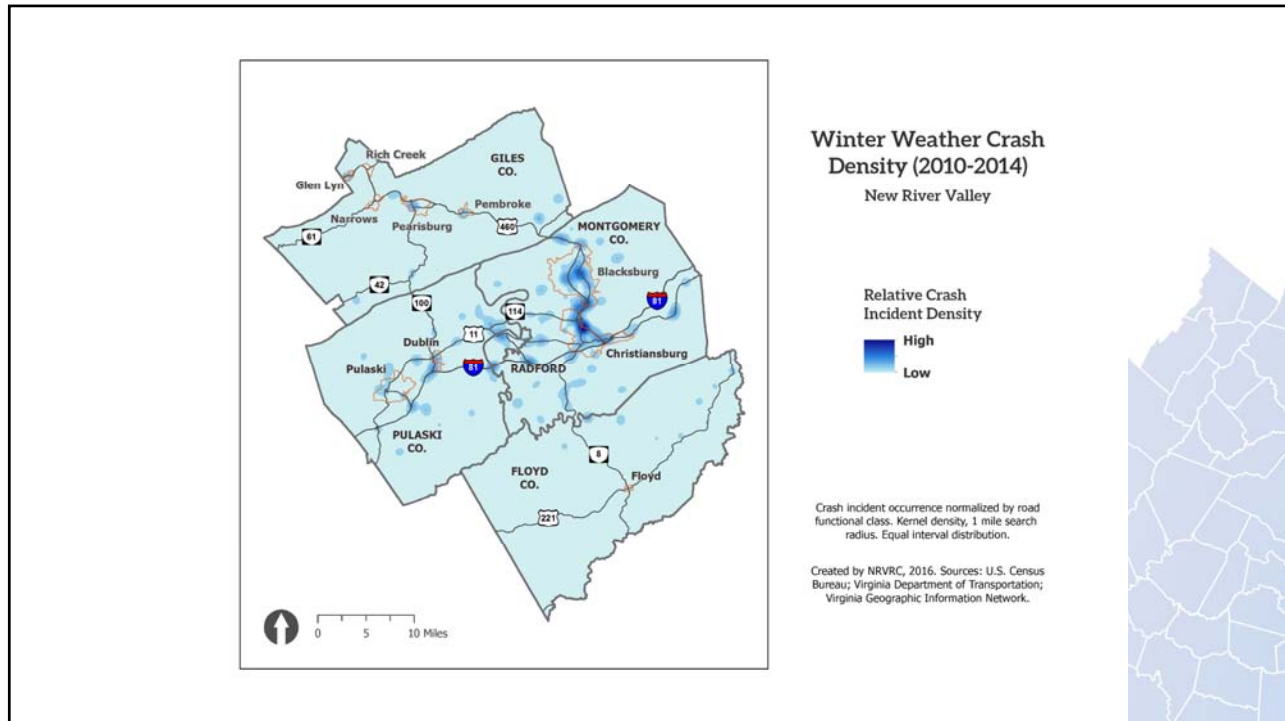 Winter Weather Crash
Density (2010-2014)
New River Valley
Rich Creek
GILES
CO.
Glen Lyn
Pembroke
Narrows
Pearisburg
460
MONTGOMERY
CO.
61
Blacksburg
42
81
100
114
11
Dublin
Christiansburg
Pulaski
81
RADFORD
PULASKI
CO.
8
FLOYD
CO.
Floyd
221
0 5 10 Miles
Relative Crash
Incident Density
High
Low
Crash incident occurrence normalized by road
functional class. Kernel density, 1 mile search
radius. Equal interval distribution.
Created by NRVRC, 2016. Sources: U.S. Census
Bureau; Virginia Department of Transportation;
Virginia Geographic Information Network.